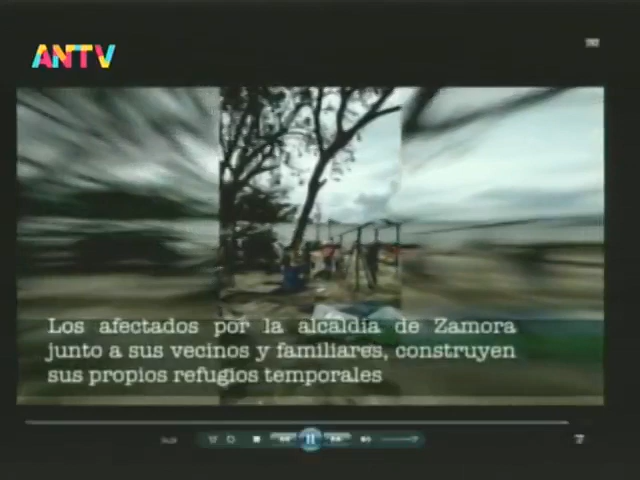 ANTV
Los afectados por la alcaldía de Zamora
junto a sus vecinos y familiares, construyen
sus propios refugios temporales